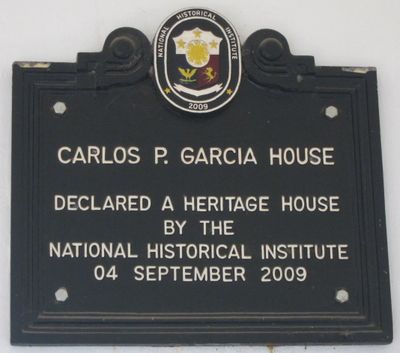 NATIONAL HISTORICAL INSTITUTE
2009
CARLOS P. GARCIA HOUSE
DECLARED A HERITAGE HOUSE
BY THE
NATIONAL HISTORICAL INSTITUTE
04 SEPTEMBER 2009